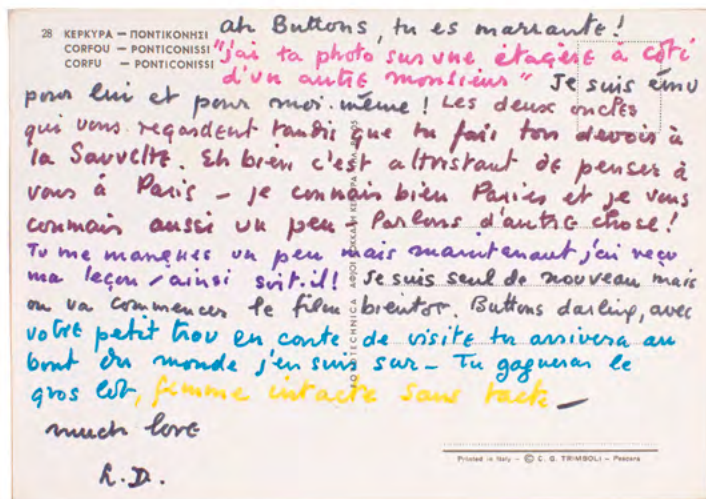 28 ΚΕΡΚΥΡΑ — ΠΟΝΤΙΚΟΝΗΣΙ
CORFOU - PONTICONISSI
CORFU - PONTICONISSI
ah Buttons, tu es marrante!
"j'ai ta photo sur une étagère à coti
d'un autre monsieur" Je suis ému
pour lui et pour moi-même! Les deux oncles
qui vous regardent tandis que tu fais ton devois à
la Sauvette. Eh bien c'est attristant de penser à
vous à Paris — je connais bien Paries et je vous
connais aussi un peu - Parlons d'autre chose!
Tu me manques un peu mais maintenant j'ai reçu
ma leçon / ainsi soit-il! Je suis seul de nouveau mais
on va commencer le film bientot. Buttons darling, avec
votre petit trou en conte de visite tu arrivera au
bout du monde j'en suis sur — Tu gagneras le
gros lot, femme intacte sans tacte —
much love
L.D.
Printed in Italy - © C. G. TRIMBOLI - Pescara